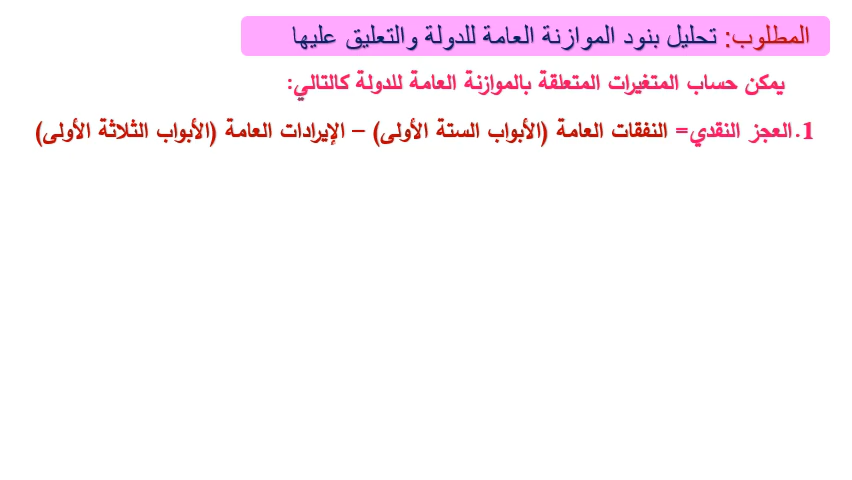 المطلوب: تحليل بنود الموازنة العامة للدولة والتعليق عليها
يمكن حساب المتغيرات المتعلقة بالموازنة العامة للدولة كالتالي:
1. العجز النقدي= النفقات العامة (الأبواب الستة الأولى) – الإيرادات العامة (الأبواب الثلاثة الأولى)